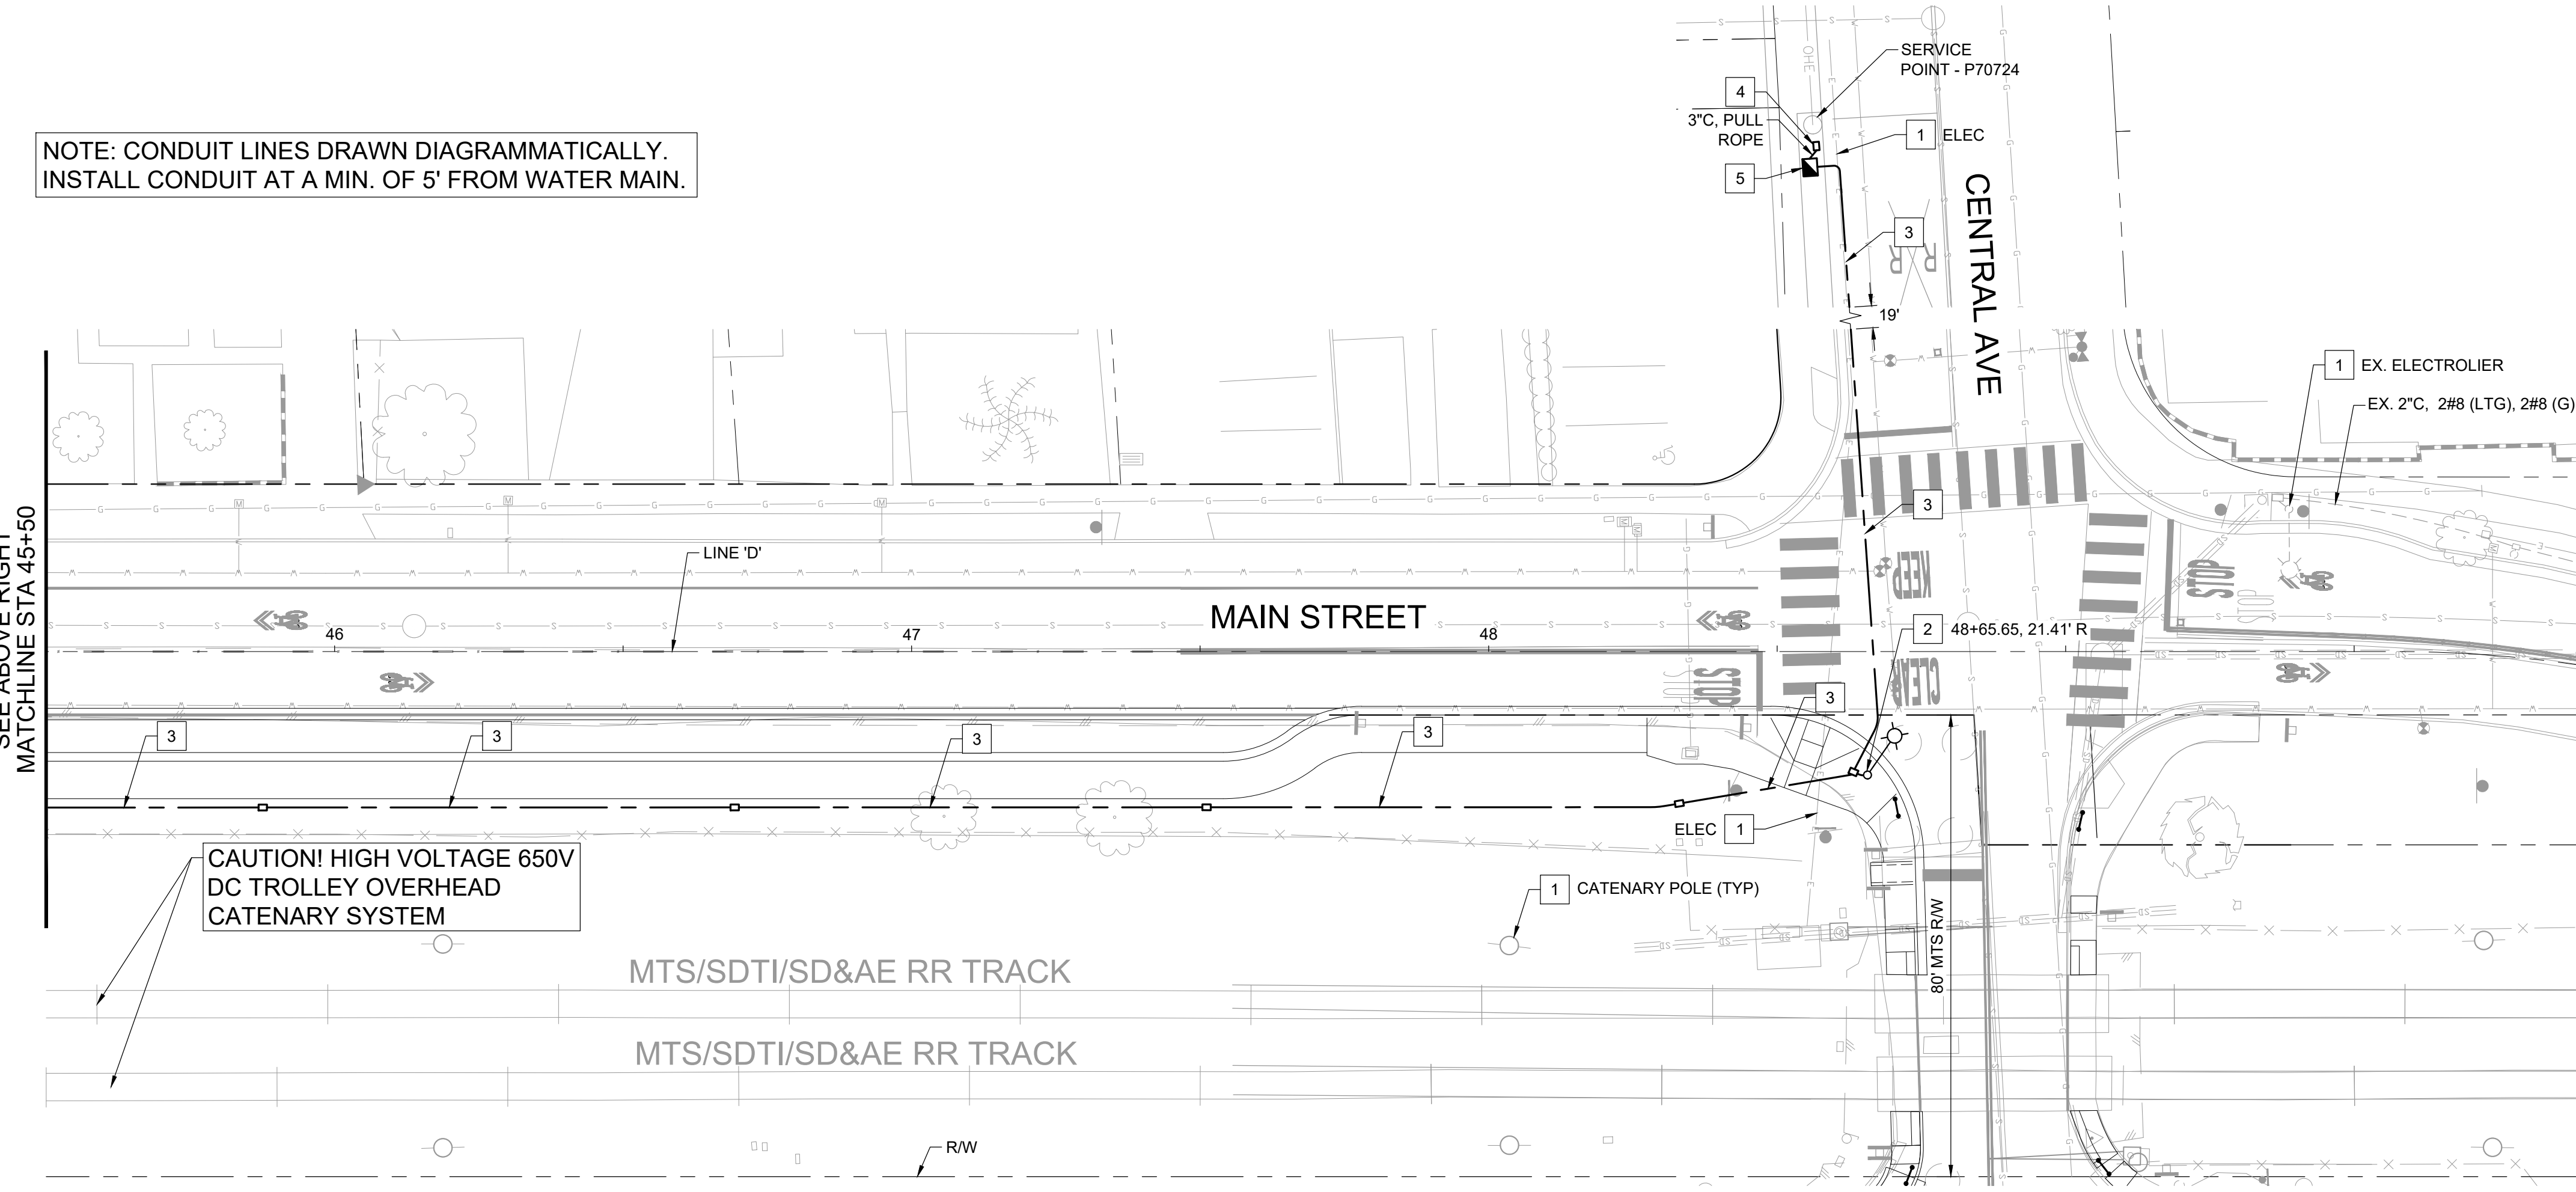 SERVICE
POINT - P70724
OHE
4
3"C, PULL
ROPE
1 ELEC
5
NOTE: CONDUIT LINES DRAWN DIAGRAMMATICALLY.
INSTALL CONDUIT AT A MIN. OF 5' FROM WATER MAIN.
3
R R
CENTRAL AVE
19'
1 EX. ELECTROLIER
EX. 2"C, 2#8 (LTG), 2#8 (G)
SEE ABOVE RIGHT
MATCHLINE STA 45+50
3
LINE 'D'
KEEP
STOP
MAIN STREET
46
47
48
2 48+65.65, 21.41' R
CLEAR
STOP
3
3
3
3
3
ELEC 1
CAUTION! HIGH VOLTAGE 650V
DC TROLLEY OVERHEAD
CATENARY SYSTEM
1 CATENARY POLE (TYP)
80' MTS R/W
MTS/SDTI/SD&AE RR TRACK
MTS/SDTI/SD&AE RR TRACK
R/W